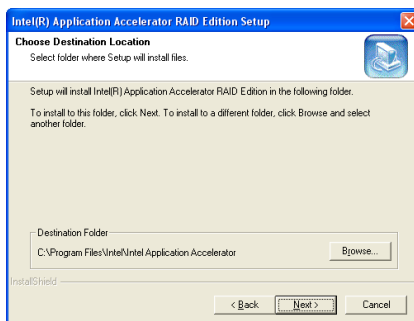 Intel(R) Application Accelerator RAID Edition Setup
Choose Destination Location
Select folder where Setup will install files.
Setup will install Intel(R) Application Accelerator RAID Edition in the following folder.
To install to this folder, click Next. To install to a different folder, click Browse and select
another folder.
Destination Folder
C:\Program Files\Intel\Intel Application Accelerator
Browse...
InstallShield
< Back
Next >
Cancel